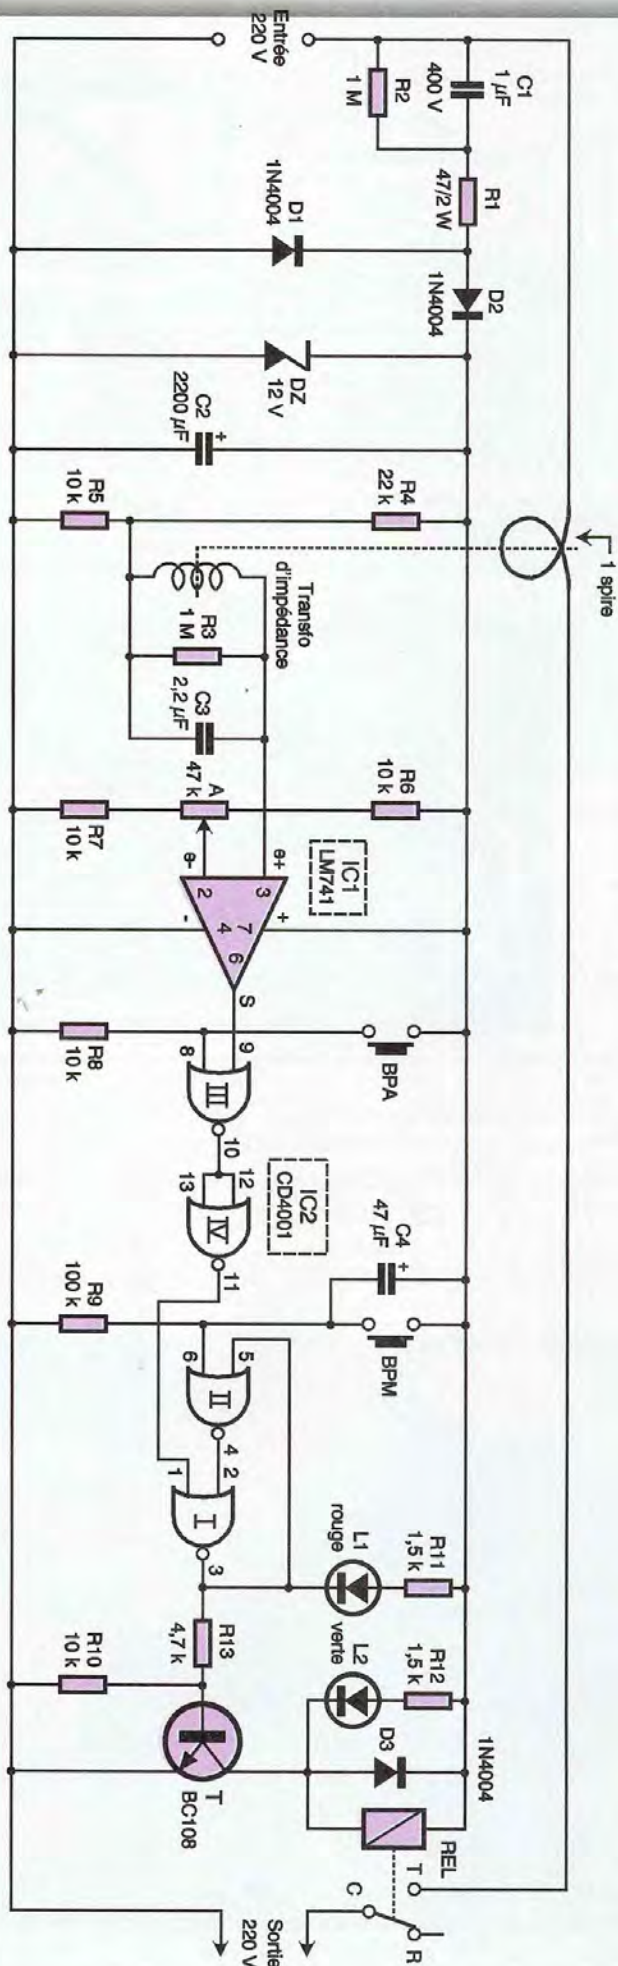 Entrée
220 V
C1
1 µF
400 V
R2
1 M
R1
47/2 W
D1
1N4004
D2
1N4004
DZ
12 V
C2
2200 µF
+
R4
22 k
R5
10 k
1 spire
Transfo
d'impédance
R3
1 M
C3
2,2 µF
R6
10 k
A
47 k
R7
10 k
IC1
LM741
e+
e-
3
2
+
7
4
-
6
S
BPA
R8
10 k
9
8
III
10
12
13
IV
11
IC2
CD4001
C4
47 µF
+
BPM
R9
100 k
5
6
II
4
2
1
I
3
R11
1,5 k
L1
rouge
R12
1,5 k
L2
verte
R13
4,7 k
R10
10 k
D3
1N4004
T
BC108
REL
T
C
R
Sortie
220 V